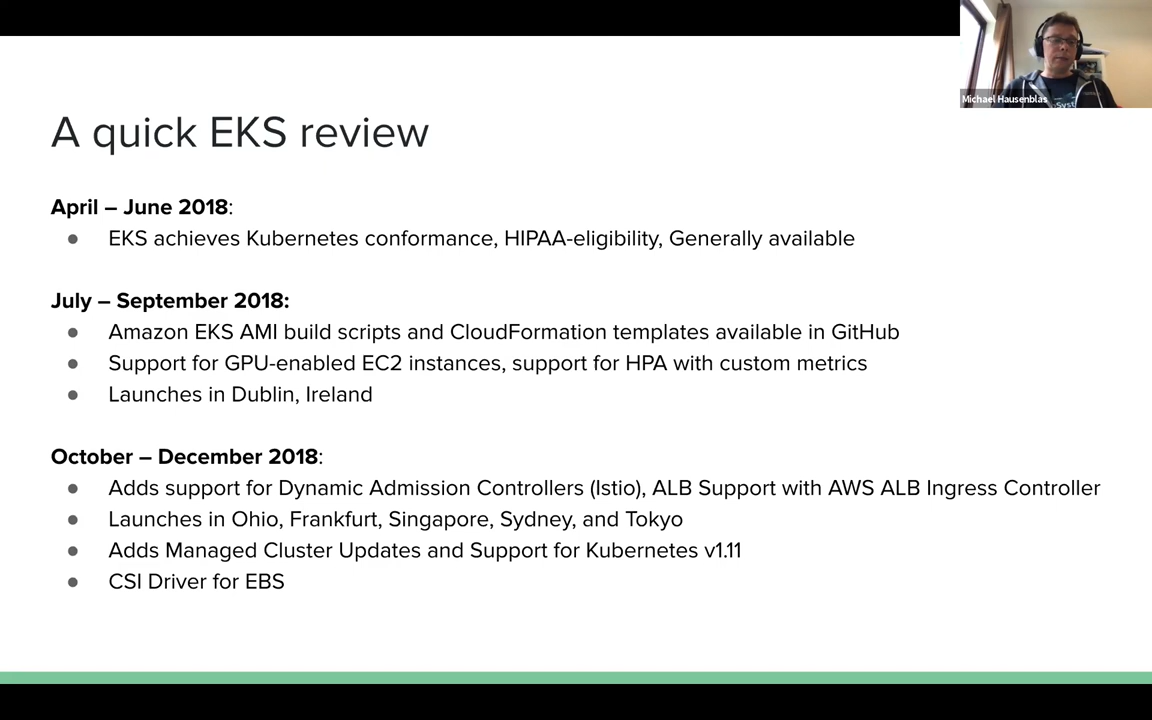 Michael Hausenblas
Syst
A quick EKS review
April – June 2018:
● EKS achieves Kubernetes conformance, HIPAA-eligibility, Generally available
July – September 2018:
● Amazon EKS AMI build scripts and CloudFormation templates available in GitHub
● Support for GPU-enabled EC2 instances, support for HPA with custom metrics
● Launches in Dublin, Ireland
October – December 2018:
● Adds support for Dynamic Admission Controllers (Istio), ALB Support with AWS ALB Ingress Controller
● Launches in Ohio, Frankfurt, Singapore, Sydney, and Tokyo
● Adds Managed Cluster Updates and Support for Kubernetes v1.11
● CSI Driver for EBS